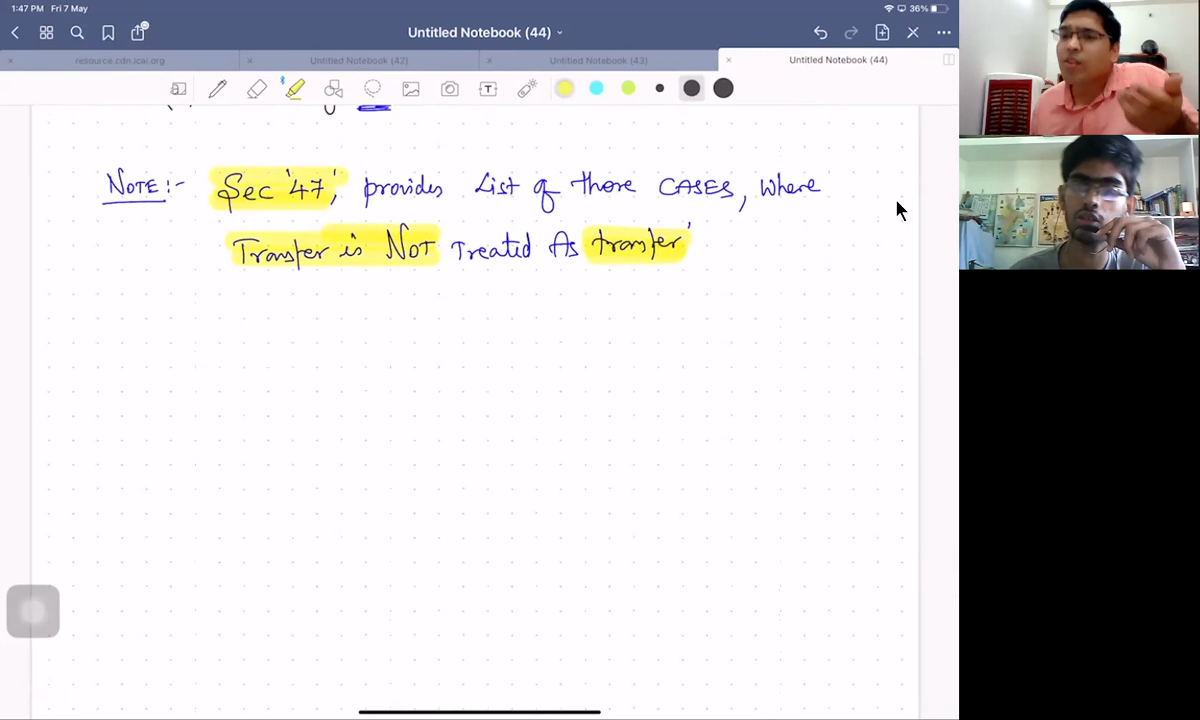 1:47 PM Fri 7 May
36%
Untitled Notebook (44)
resource.cdn.icai.org
Untitled Notebook (42)
Untitled Notebook (43)
Untitled Notebook (44)
NOTE:- Sec '47', provides List of those CASES, where
Transfer is NOT Treated As transfer'